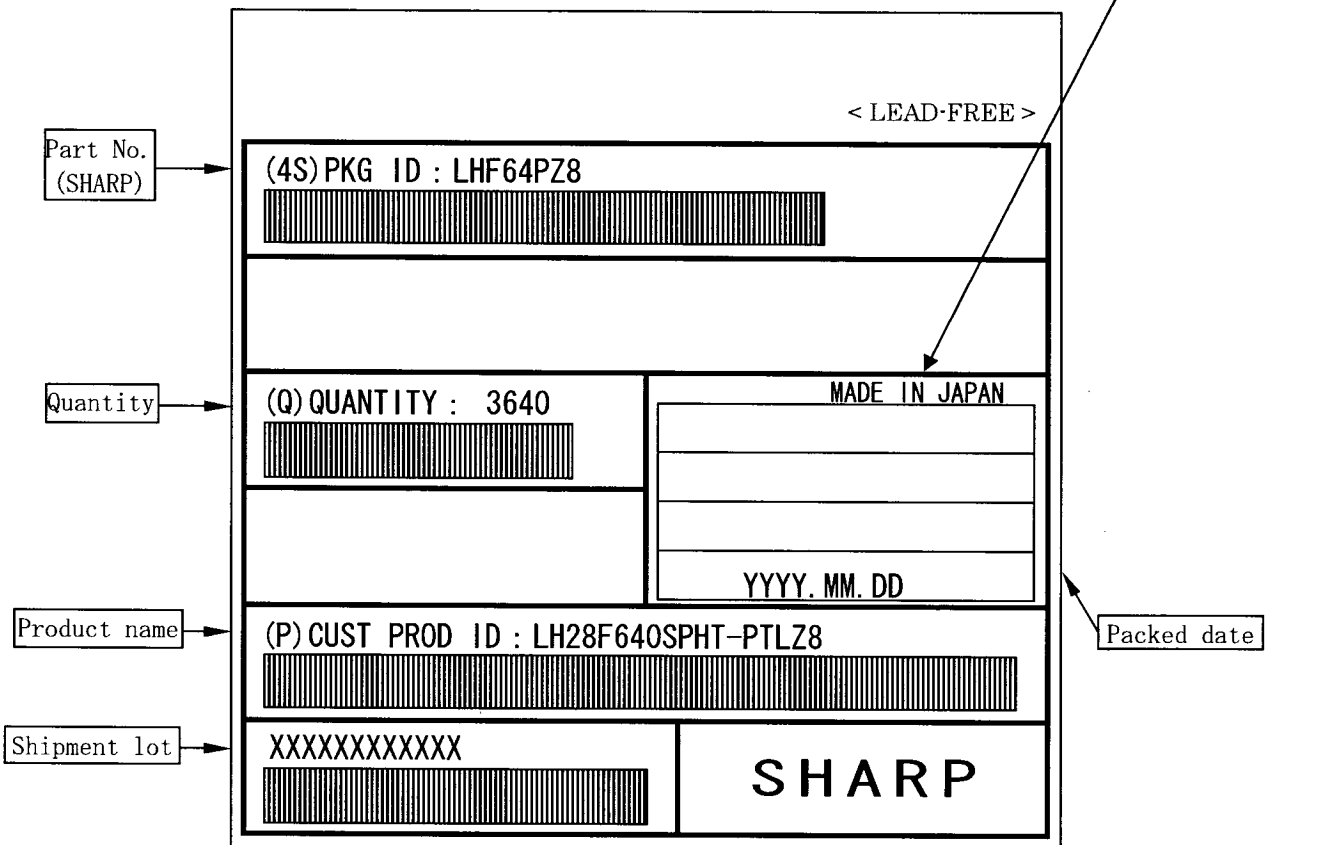 < LEAD-FREE >
Part No.
(SHARP)
(4S) PKG ID : LHF64PZ8
Quantity
(Q) QUANTITY : 3640
MADE IN JAPAN
YYYY. MM. DD
Product name
(P) CUST PROD ID : LH28F640SPHT-PTLZ8
Packed date
Shipment lot
XXXXXXXXXXXX
SHARP